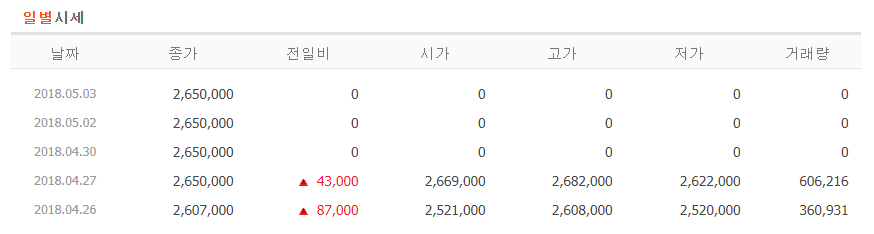 일별시세
날짜 종가 전일비 시가 고가 저가 거래량
2018.05.03 2,650,000 0 0 0 0 0
2018.05.02 2,650,000 0 0 0 0 0
2018.04.30 2,650,000 0 0 0 0 0
2018.04.27 2,650,000 ▲ 43,000 2,669,000 2,682,000 2,622,000 606,216
2018.04.26 2,607,000 ▲ 87,000 2,521,000 2,608,000 2,520,000 360,931